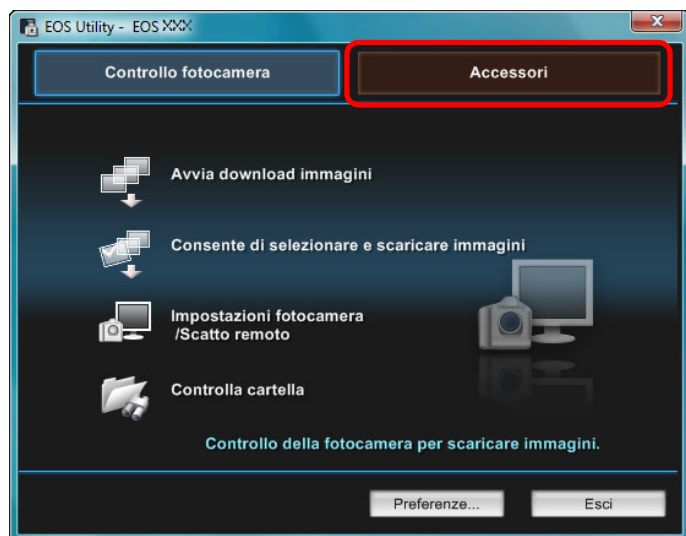 EOS Utility - EOS XXX
Controllo fotocamera
Accessori
Avvia download immagini
Consente di selezionare e scaricare immagini
Impostazioni fotocamera
/Scatto remoto
Controlla cartella
Controllo della fotocamera per scaricare immagini.
Preferenze...
Esci